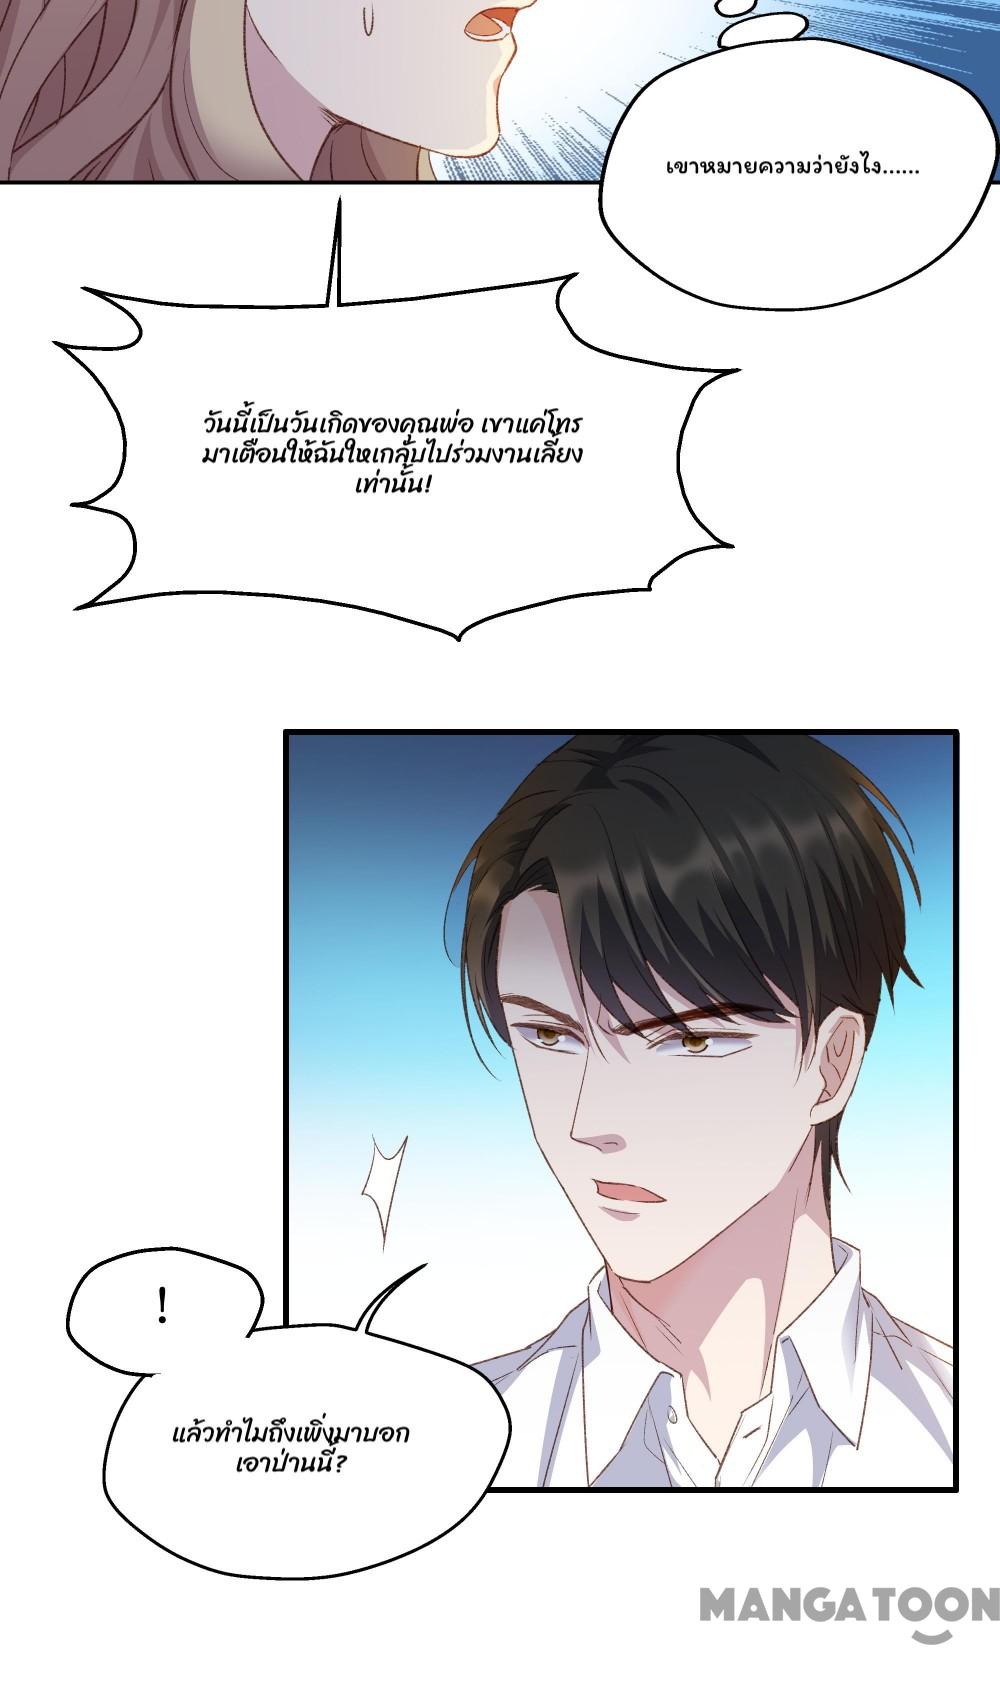 เขาหมายความว่ายังไง......
วันนี้เป็นวันเกิดของคุณพ่อ เขาแค่โทร
มาเตือนให้ฉันใหเกลับไปร่วมงานเลี้ยง
เท่านั้น!
!
แล้วทำไมถึงเพิ่งมาบอก
เอาป่านนี้?
MANGATOON